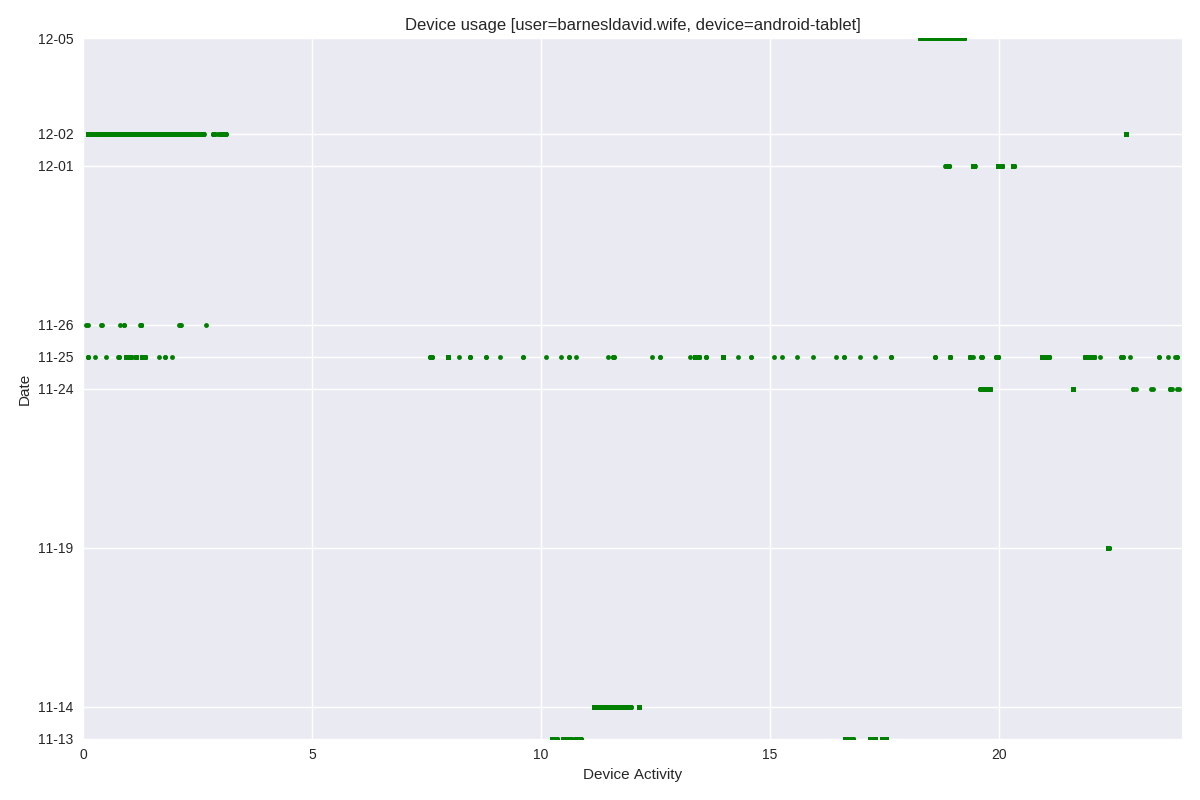 Device usage [user=barnesldavid.wife, device=android-tablet]
12-05
12-02
12-01
11-26
11-25
11-24
11-19
11-14
11-13
Date
0 5 10 15 20
Device Activity